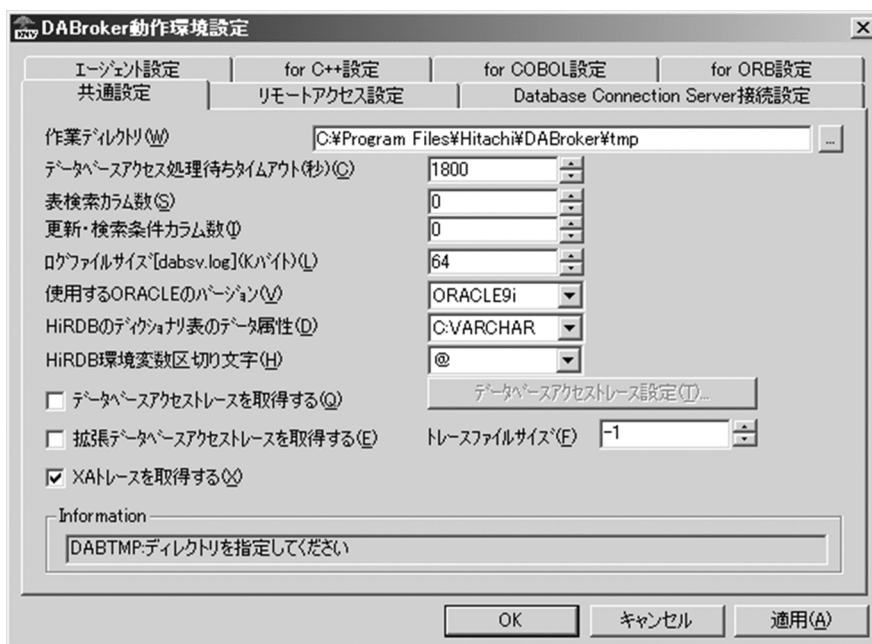 DABroker動作環境設定
エージェント設定 for C++設定 for COBOL設定 for ORB設定
共通設定 リモートアクセス設定 Database Connection Server接続設定
作業ディレクトリ(W) C:¥Program Files¥Hitachi¥DABroker¥tmp ...
データベースアクセス処理待ちタイムアウト(秒)(C) 1800
表検索カラム数(S) 0
更新・検索条件カラム数(I) 0
ログファイルサイズ[dabsv.log](Kバイト)(L) 64
使用するORACLEのバージョン(V) ORACLE9i
HiRDBのディクショナリ表のデータ属性(D) C:VARCHAR
HiRDB環境変数区切り文字(H) @
データベースアクセストレースを取得する(Q) データベースアクセストレース設定(T)...
拡張データベースアクセストレースを取得する(E) トレースファイルサイズ(F) -1
XAトレースを取得する(X)
Information
DABTMP:ディレクトリを指定してください
OK キャンセル 適用(A)